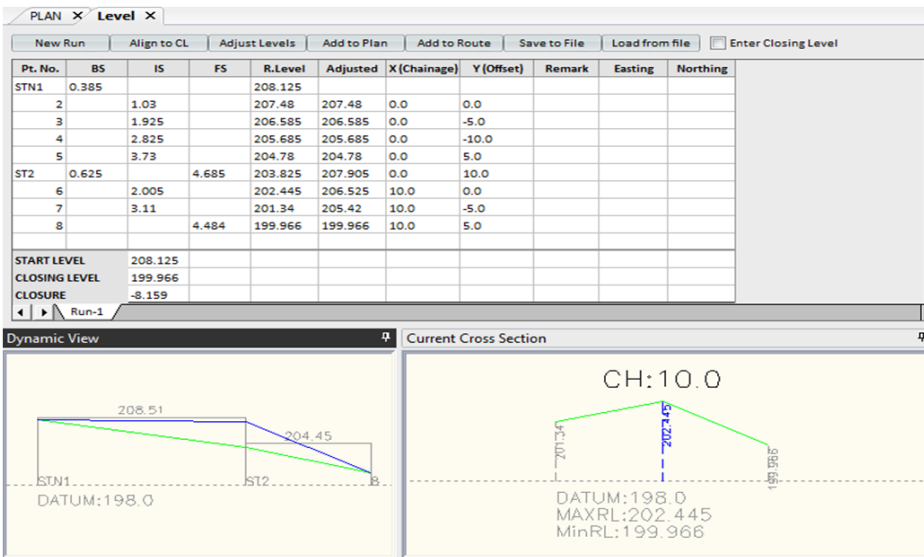 PLAN Level
New Run Align to CL Adjust Levels Add to Plan Add to Route Save to File Load from file Enter Closing Level
Pt. No. BS IS FS R.Level Adjusted X (Chainage) Y (Offset) Remark Easting Northing
STN1 0.385 208.125
2 1.03 207.48 207.48 0.0 0.0
3 1.925 206.585 206.585 0.0 -5.0
4 2.825 205.685 205.685 0.0 -10.0
5 3.73 204.78 204.78 0.0 5.0
ST2 0.625 4.685 203.825 207.905 0.0 10.0
6 2.005 202.445 206.525 10.0 0.0
7 3.11 201.34 205.42 10.0 -5.0
8 4.484 199.966 199.966 10.0 5.0
START LEVEL 208.125
CLOSING LEVEL 199.966
CLOSURE -8.159
Run-1
Dynamic View
208.51
204.45
STN1 ST2 8
DATUM:198.0
Current Cross Section
CH:10.0
201.34 202.445 199.966
DATUM:198.0
MAXRL:202.445
MinRL:199.966